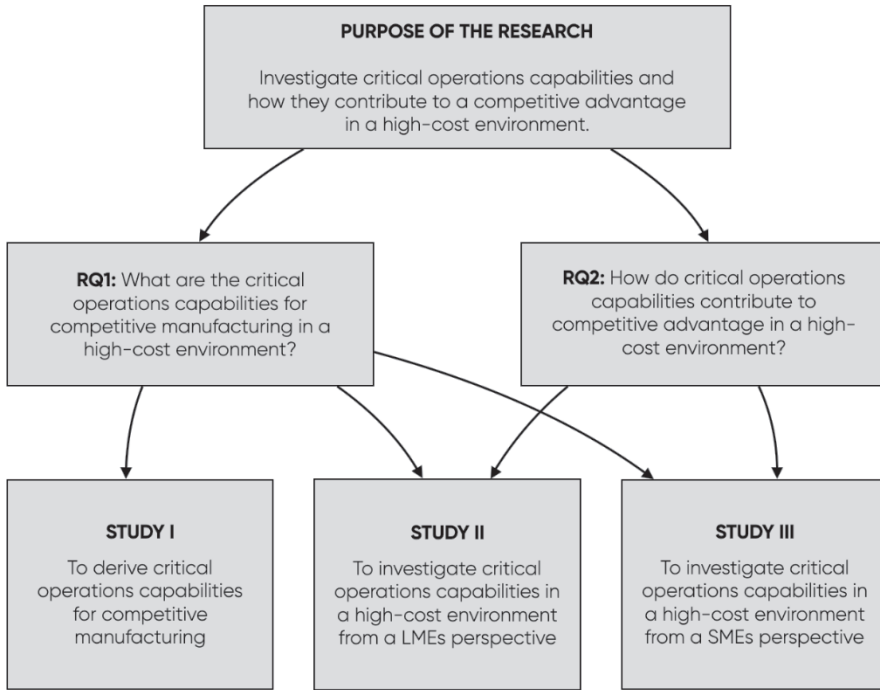 PURPOSE OF THE RESEARCH
Investigate critical operations capabilities and
how they contribute to a competitive advantage
in a high-cost environment.
RQ1: What are the critical
operations capabilities for
competitive manufacturing in a
high-cost environment?
RQ2: How do critical operations
capabilities contribute to
competitive advantage in a high-
cost environment?
STUDY I
To derive critical
operations capabilities
for competitive
manufacturing
STUDY II
To investigate critical
operations capabilities in
a high-cost environment
from a LMEs perspective
STUDY III
To investigate critical
operations capabilities in
a high-cost environment
from a SMEs perspective